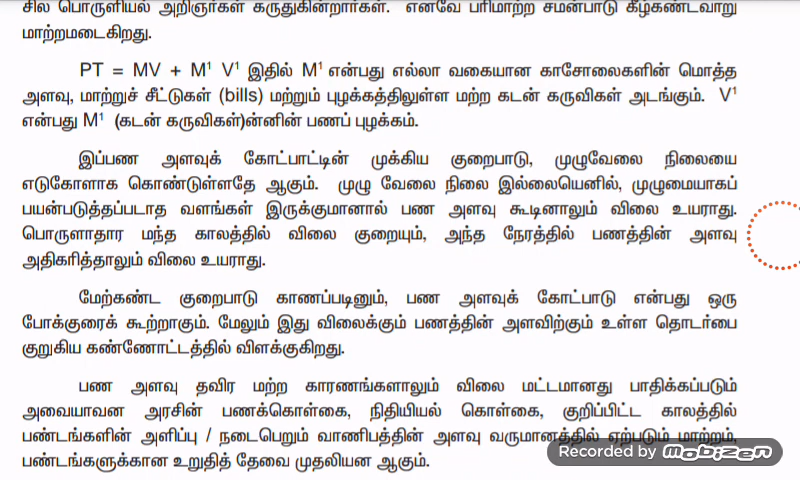 சில பொருளியல் அறிஞர்கள் கருதுகின்றார்கள். எனவே பரிமாற்ற சமன்பாடு கீழ்கண்டவாறு
மாற்றமடைகிறது.
PT = MV + M¹ V¹ இதில் M¹ என்பது எல்லா வகையான காசோலைகளின் மொத்த
அளவு, மாற்றுச் சீட்டுகள் (bills) மற்றும் புழக்கத்திலுள்ள மற்ற கடன் கருவிகள் அடங்கும். V¹
என்பது M¹ (கடன் கருவிகள்)ன்னின் பணப் புழக்கம்.
இப்பண அளவுக் கோட்பாட்டின் முக்கிய குறைபாடு, முழுவேலை நிலையை
எடுகோளாக கொண்டுள்ளதே ஆகும். முழு வேலை நிலை இல்லையெனில், முழுமையாகப்
பயன்படுத்தப்படாத வளங்கள் இருக்குமானால் பண அளவு கூடினாலும் விலை உயராது.
பொருளாதார மந்த காலத்தில் விலை குறையும், அந்த நேரத்தில் பணத்தின் அளவு
அதிகரித்தாலும் விலை உயராது.
மேற்கண்ட குறைபாடு காணப்படினும், பண அளவுக் கோட்பாடு என்பது ஒரு
போக்குரைக் கூற்றாகும். மேலும் இது விலைக்கும் பணத்தின் அளவிற்கும் உள்ள தொடர்பை
குறுகிய கண்ணோட்டத்தில் விளக்குகிறது.
பண அளவு தவிர மற்ற காரணங்களாலும் விலை மட்டமானது பாதிக்கப்படும்
அவையாவன அரசின் பணக்கொள்கை, நிதியியல் கொள்கை, குறிப்பிட்ட காலத்தில்
பண்டங்களின் அளிப்பு / நடைபெறும் வாணிபத்தின் அளவு வருமானத்தில் ஏற்படும் மாற்றம்,
பண்டங்களுக்கான உறுதித் தேவை முதலியன ஆகும்.
Recorded by mobizen